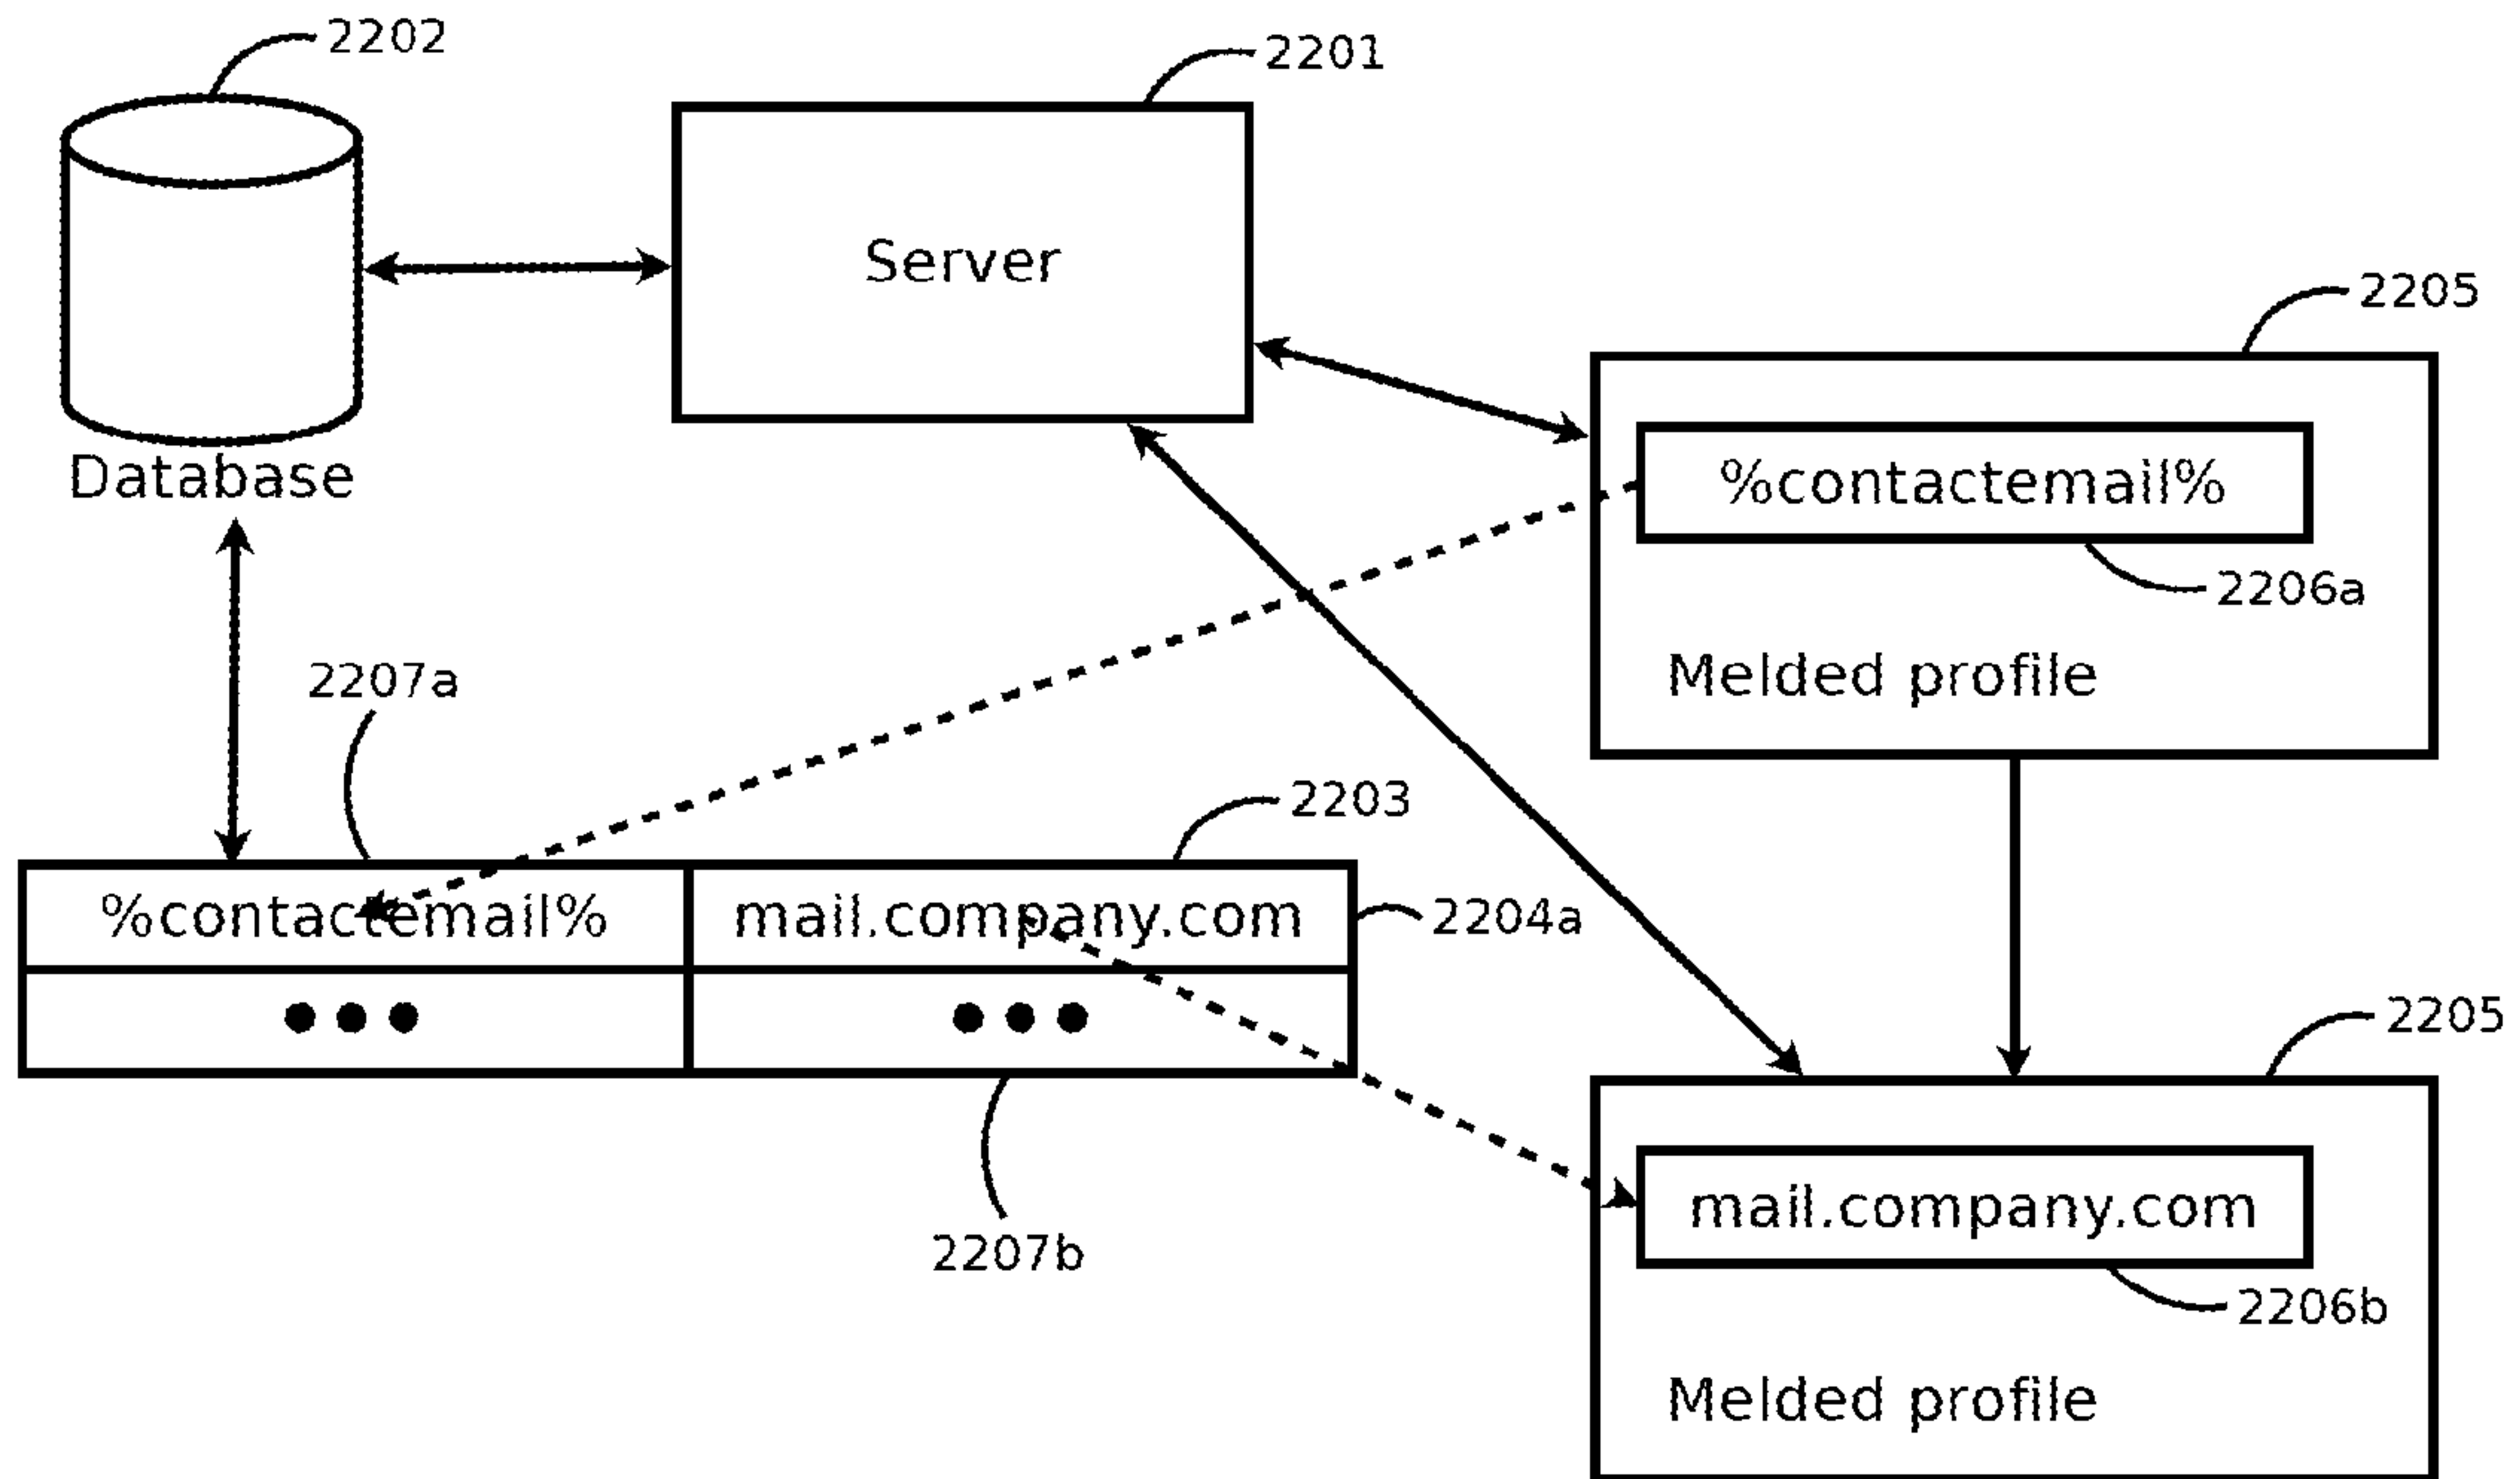 2202
2201
Server
2205
%contactemail%
Database
2206a
Melded profile
2207a
2203
%contactemail% mail.company.com
2204a
2205
mail.company.com
2207b
2206b
Melded profile